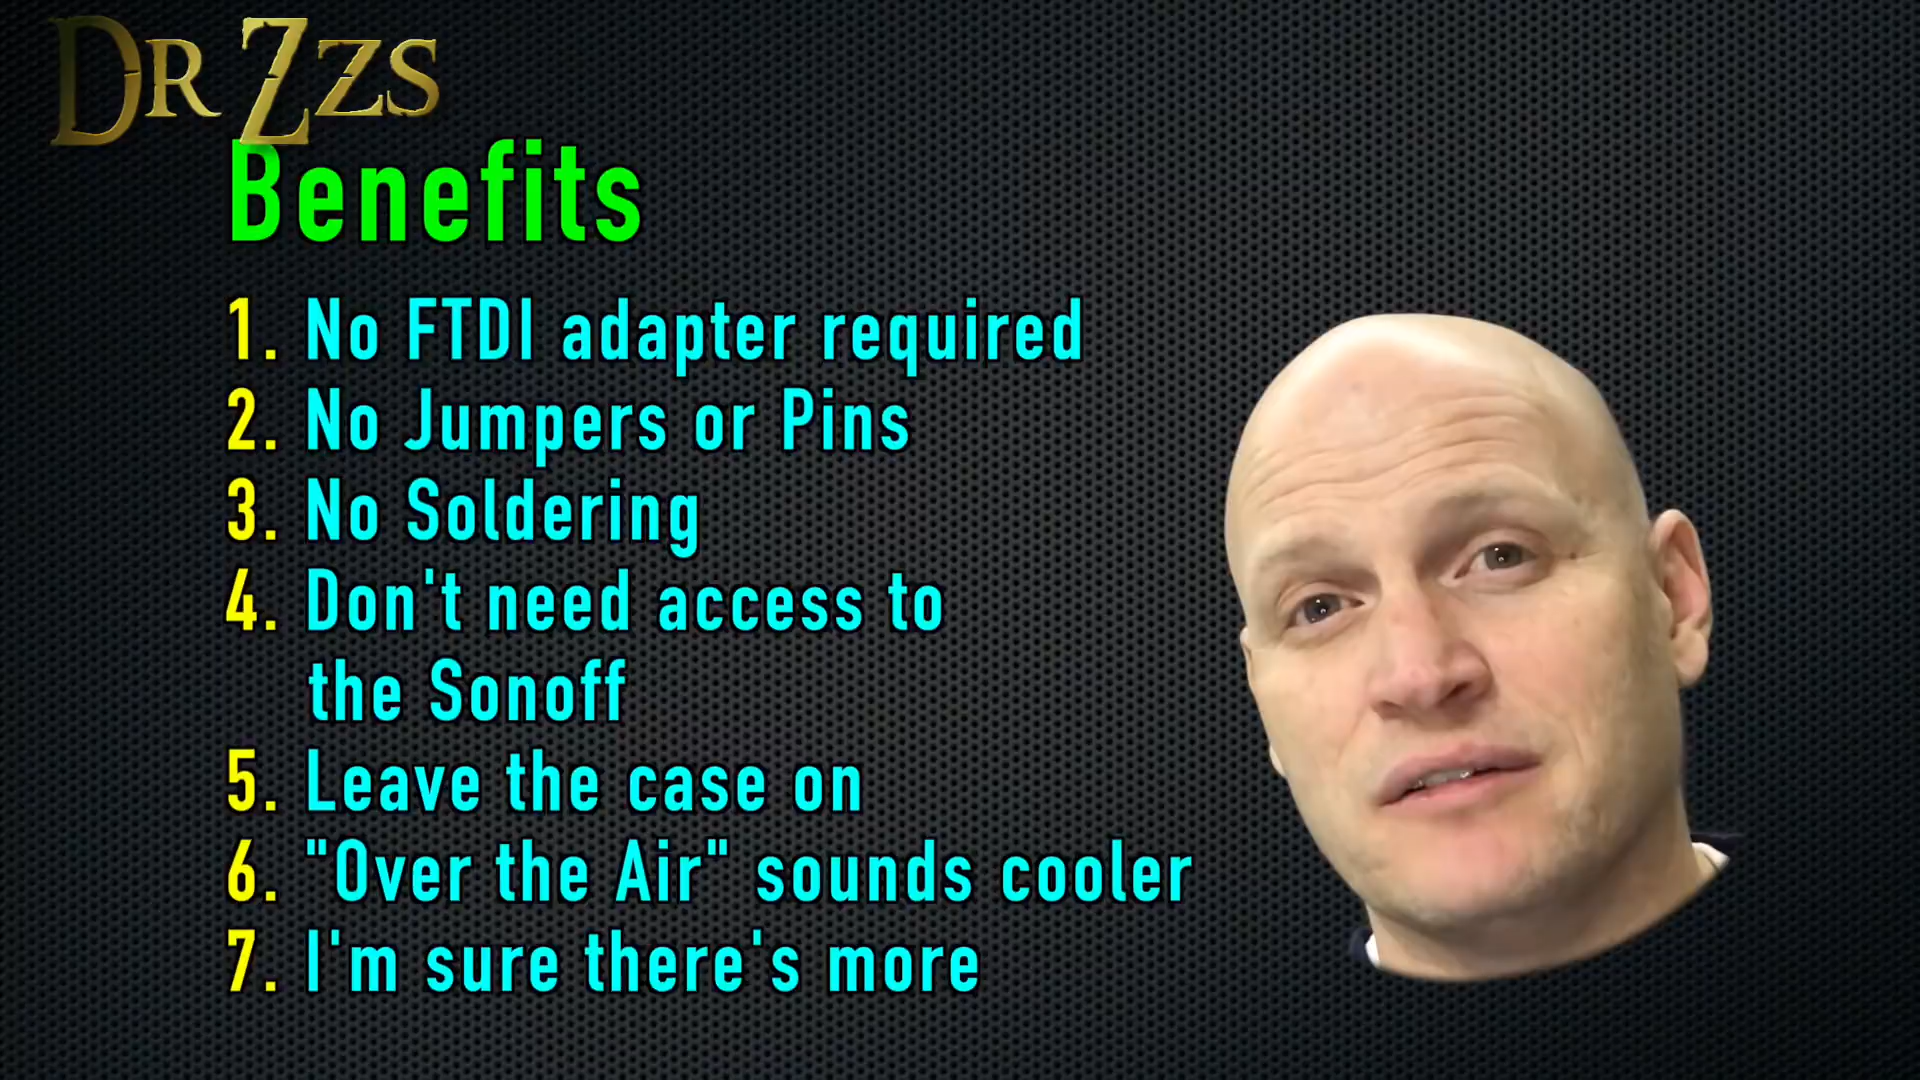 DR ZZS
Benefits
1. No FTDI adapter required
2. No Jumpers or Pins
3. No Soldering
4. Don't need access to
the Sonoff
5. Leave the case on
6. "Over the Air" sounds cooler
7. I'm sure there's more